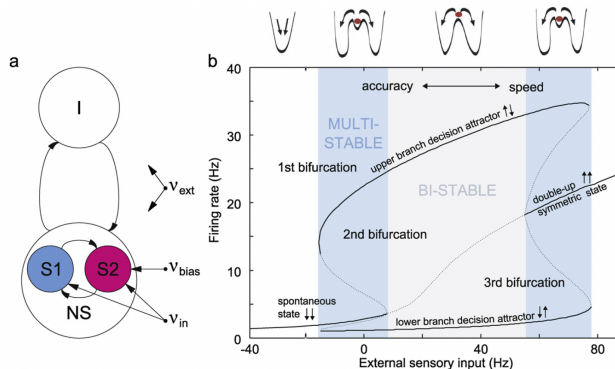 a
I
ν_ext
S1
S2
ν_bias
NS
ν_in
b
Firing rate (Hz)
40
30
20
10
0
accuracy
speed
MULTI-
STABLE
upper branch decision attractor ↑↓
1st bifurcation
BI-STABLE
double-up ↑↑
symmetric state
2nd bifurcation
3rd bifurcation
spontaneous
state ↓↓
lower branch decision attractor ↓↑
-40
0
40
80
External sensory input (Hz)